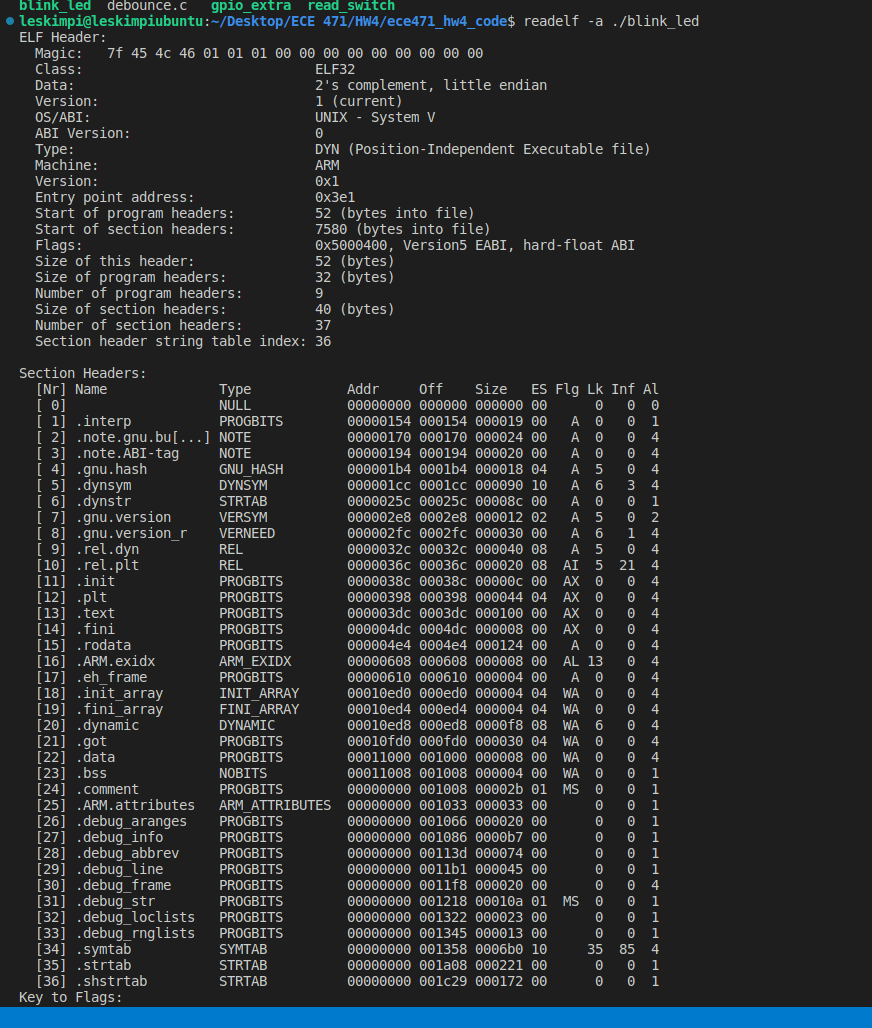 blink_led  debounce.c  gpio_extra  read_switch
leskimpi@leskimpiubuntu:~/Desktop/ECE 471/HW4/ece471_hw4_code$ readelf -a ./blink_led
ELF Header:
  Magic:   7f 45 4c 46 01 01 01 00 00 00 00 00 00 00 00 00
  Class:                             ELF32
  Data:                              2's complement, little endian
  Version:                           1 (current)
  OS/ABI:                            UNIX - System V
  ABI Version:                       0
  Type:                              DYN (Position-Independent Executable file)
  Machine:                           ARM
  Version:                           0x1
  Entry point address:               0x3e1
  Start of program headers:          52 (bytes into file)
  Start of section headers:          7580 (bytes into file)
  Flags:                             0x5000400, Version5 EABI, hard-float ABI
  Size of this header:               52 (bytes)
  Size of program headers:           32 (bytes)
  Number of program headers:         9
  Size of section headers:           40 (bytes)
  Number of section headers:         37
  Section header string table index: 36

Section Headers:
  [Nr] Name              Type            Addr     Off    Size   ES Flg Lk Inf Al
  [ 0]                   NULL            00000000 000000 000000 00      0   0  0
  [ 1] .interp           PROGBITS        00000154 000154 000019 00   A  0   0  1
  [ 2] .note.gnu.bu[...] NOTE            00000170 000170 000024 00   A  0   0  4
  [ 3] .note.ABI-tag     NOTE            00000194 000194 000020 00   A  0   0  4
  [ 4] .gnu.hash         GNU_HASH        000001b4 0001b4 000018 04   A  5   0  4
  [ 5] .dynsym           DYNSYM          000001cc 0001cc 000090 10   A  6   3  4
  [ 6] .dynstr           STRTAB          0000025c 00025c 00008c 00   A  0   0  1
  [ 7] .gnu.version      VERSYM          000002e8 0002e8 000012 02   A  5   0  2
  [ 8] .gnu.version_r    VERNEED         000002fc 0002fc 000030 00   A  6   1  4
  [ 9] .rel.dyn          REL             0000032c 00032c 000040 08   A  5   0  4
  [10] .rel.plt          REL             0000036c 00036c 000020 08  AI  5  21  4
  [11] .init             PROGBITS        0000038c 00038c 00000c 00  AX  0   0  4
  [12] .plt              PROGBITS        00000398 000398 000044 04  AX  0   0  4
  [13] .text             PROGBITS        000003dc 0003dc 000100 00  AX  0   0  4
  [14] .fini             PROGBITS        000004dc 0004dc 000008 00  AX  0   0  4
  [15] .rodata           PROGBITS        000004e4 0004e4 000124 00   A  0   0  4
  [16] .ARM.exidx        ARM_EXIDX       00000608 000608 000008 00  AL 13   0  4
  [17] .eh_frame         PROGBITS        00000610 000610 000004 00   A  0   0  4
  [18] .init_array       INIT_ARRAY      00010ed0 000ed0 000004 04  WA  0   0  4
  [19] .fini_array       FINI_ARRAY      00010ed4 000ed4 000004 04  WA  0   0  4
  [20] .dynamic          DYNAMIC         00010ed8 000ed8 0000f8 08  WA  6   0  4
  [21] .got              PROGBITS        00010fd0 000fd0 000030 04  WA  0   0  4
  [22] .data             PROGBITS        00011000 001000 000008 00  WA  0   0  4
  [23] .bss              NOBITS          00011008 001008 000004 00  WA  0   0  1
  [24] .comment          PROGBITS        00000000 001008 00002b 01  MS  0   0  1
  [25] .ARM.attributes   ARM_ATTRIBUTES  00000000 001033 000033 00      0   0  1
  [26] .debug_aranges    PROGBITS        00000000 001066 000020 00      0   0  1
  [27] .debug_info       PROGBITS        00000000 001086 0000b7 00      0   0  1
  [28] .debug_abbrev     PROGBITS        00000000 00113d 000074 00      0   0  1
  [29] .debug_line       PROGBITS        00000000 0011b1 000045 00      0   0  1
  [30] .debug_frame      PROGBITS        00000000 0011f8 000020 00      0   0  4
  [31] .debug_str        PROGBITS        00000000 001218 00010a 01  MS  0   0  1
  [32] .debug_loclists   PROGBITS        00000000 001322 000023 00      0   0  1
  [33] .debug_rnglists   PROGBITS        00000000 001345 000013 00      0   0  1
  [34] .symtab           SYMTAB          00000000 001358 0006b0 10     35  85  4
  [35] .strtab           STRTAB          00000000 001a08 000221 00      0   0  1
  [36] .shstrtab         STRTAB          00000000 001c29 000172 00      0   0  1
Key to Flags: